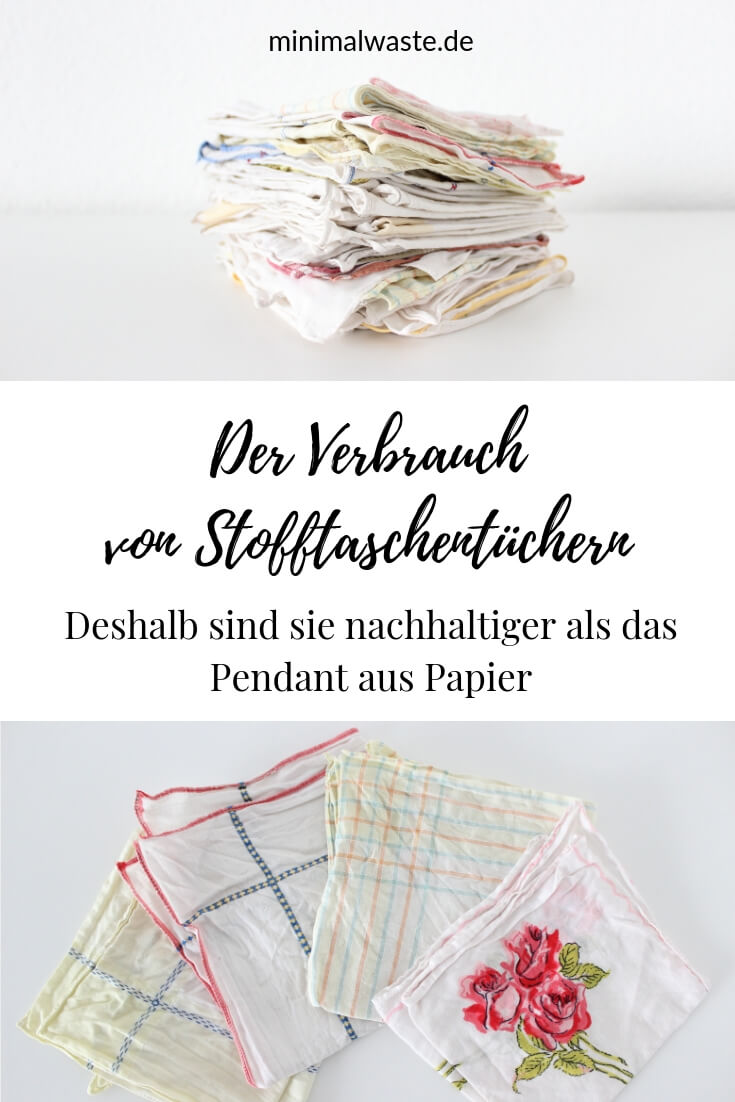 minimalwaste.de
Der Verbrauch
von Stofftaschentüchern
Deshalb sind sie nachhaltiger als das
Pendant aus Papier